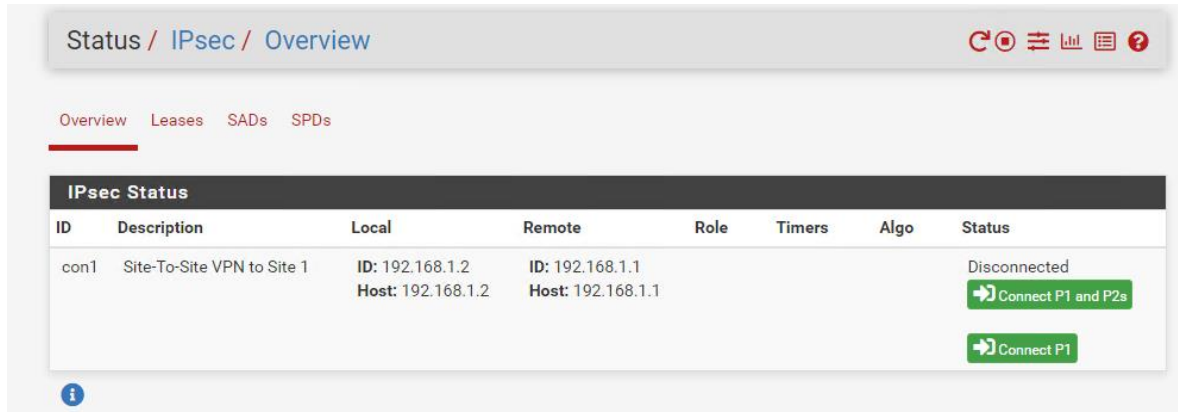 Status / IPsec / Overview
Overview Leases SADs SPDs
IPsec Status
ID Description Local Remote Role Timers Algo Status
con1 Site-To-Site VPN to Site 1 ID: 192.168.1.2 ID: 192.168.1.1 Disconnected
Host: 192.168.1.2 Host: 192.168.1.1 Connect P1 and P2s
Connect P1